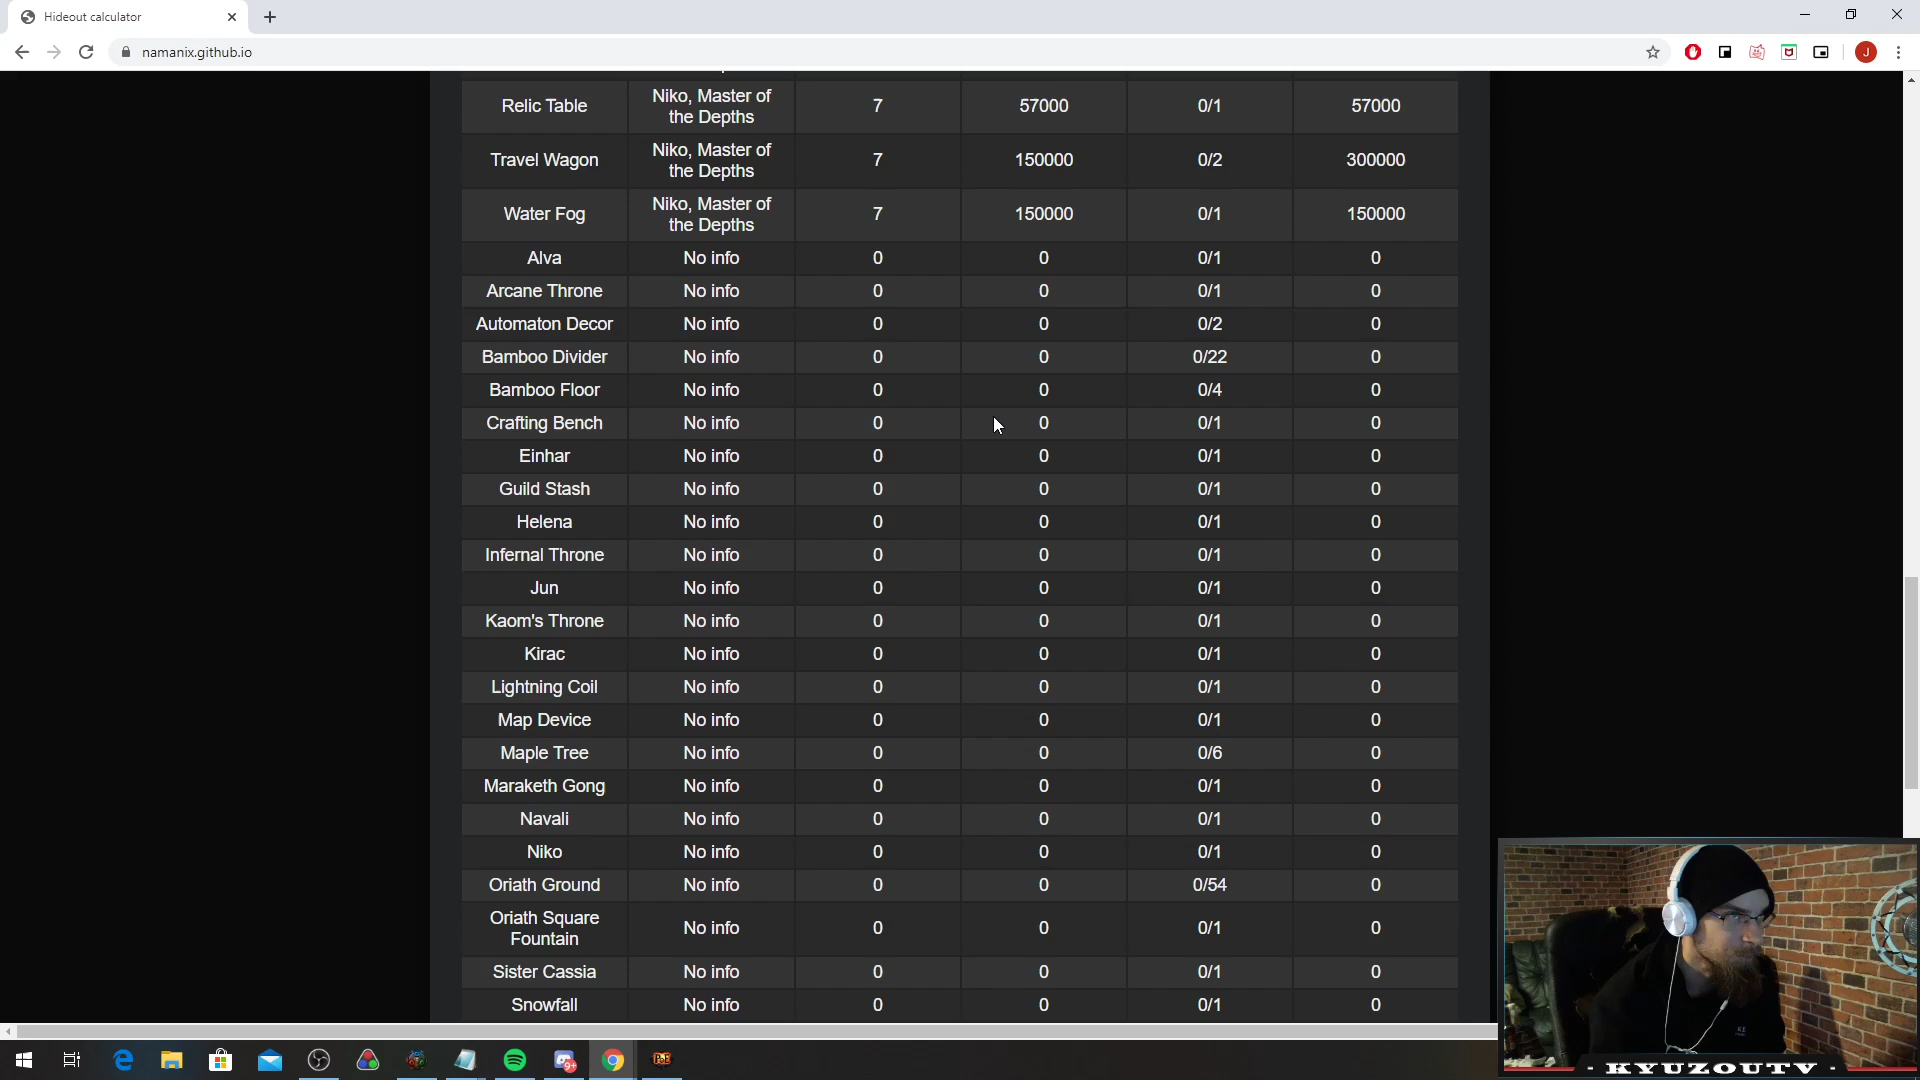 Hideout calculator
namanix.github.io
Relic Table Niko, Master of the Depths 7 57000 0/1 57000
Travel Wagon Niko, Master of the Depths 7 150000 0/2 300000
Water Fog Niko, Master of the Depths 7 150000 0/1 150000
Alva No info 0 0 0/1 0
Arcane Throne No info 0 0 0/1 0
Automaton Decor No info 0 0 0/2 0
Bamboo Divider No info 0 0 0/22 0
Bamboo Floor No info 0 0 0/4 0
Crafting Bench No info 0 0 0/1 0
Einhar No info 0 0 0/1 0
Guild Stash No info 0 0 0/1 0
Helena No info 0 0 0/1 0
Infernal Throne No info 0 0 0/1 0
Jun No info 0 0 0/1 0
Kaom's Throne No info 0 0 0/1 0
Kirac No info 0 0 0/1 0
Lightning Coil No info 0 0 0/1 0
Map Device No info 0 0 0/1 0
Maple Tree No info 0 0 0/6 0
Maraketh Gong No info 0 0 0/1 0
Navali No info 0 0 0/1 0
Niko No info 0 0 0/1 0
Oriath Ground No info 0 0 0/54 0
Oriath Square Fountain No info 0 0 0/1 0
Sister Cassia No info 0 0 0/1 0
Snowfall No info 0 0 0/1 0
J
9+
PoE
- KYUZOUTV -